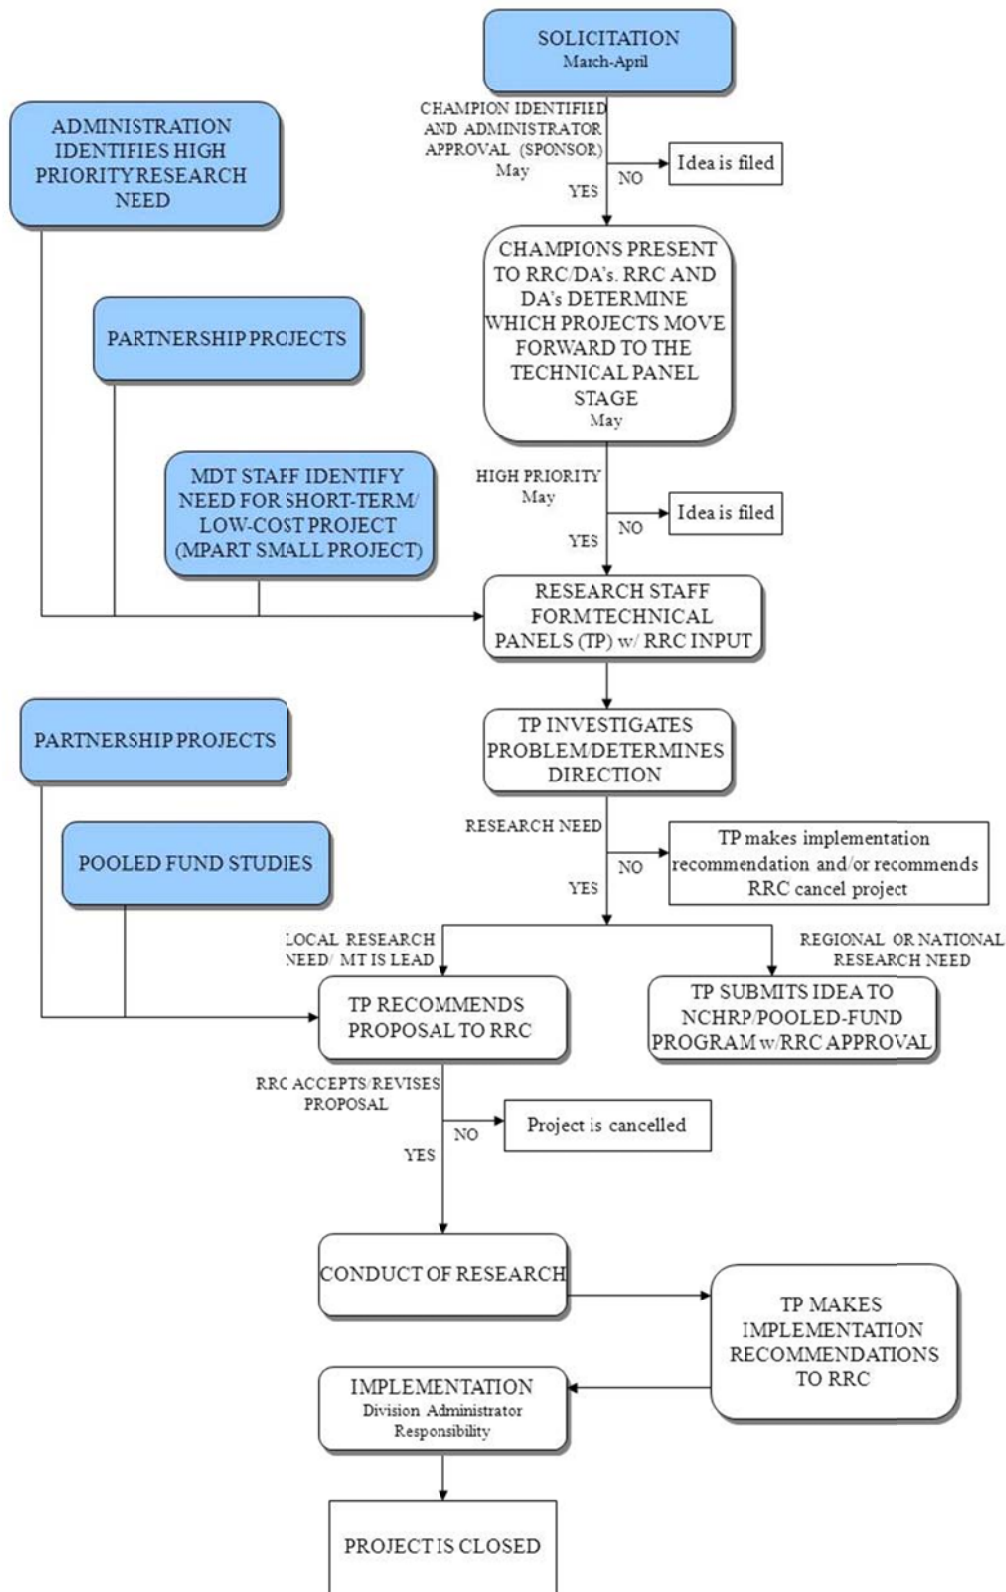 SOLICITATION
March-April
CHAMPION IDENTIFIED
AND ADMINISTRATOR
APPROVAL (SPONSOR)
May
NO
YES
Idea is filed
ADMINISTRATION
IDENTIFIES HIGH
PRIORITY RESEARCH
NEED
CHAMPIONS PRESENT
TO RRC/DA's. RRC AND
DA's DETERMINE
WHICH PROJECTS MOVE
FORWARD TO THE
TECHNICAL PANEL
STAGE
May
PARTNERSHIP PROJECTS
MDT STAFF IDENTIFY
NEED FOR SHORT-TERM/
LOW-COST PROJECT
(MPART SMALL PROJECT)
HIGH PRIORITY
May
NO
YES
Idea is filed
RESEARCH STAFF
FORM TECHNICAL
PANELS (TP) w/ RRC INPUT
TP INVESTIGATES
PROBLEM/DETERMINES
DIRECTION
PARTNERSHIP PROJECTS
POOLED FUND STUDIES
RESEARCH NEED
NO
YES
TP makes implementation
recommendation and/or recommends
RRC cancel project
LOCAL RESEARCH
NEED/ MT IS LEAD
REGIONAL OR NATIONAL
RESEARCH NEED
TP RECOMMENDS
PROPOSAL TO RRC
TP SUBMITS IDEA TO
NCHRP/POOLED-FUND
PROGRAM w/RRC APPROVAL
RRC ACCEPTS/REVISES
PROPOSAL
NO
YES
Project is cancelled
CONDUCT OF RESEARCH
TP MAKES
IMPLEMENTATION
RECOMMENDATIONS
TO RRC
IMPLEMENTATION
Division Administrator
Responsibility
PROJECT IS CLOSED